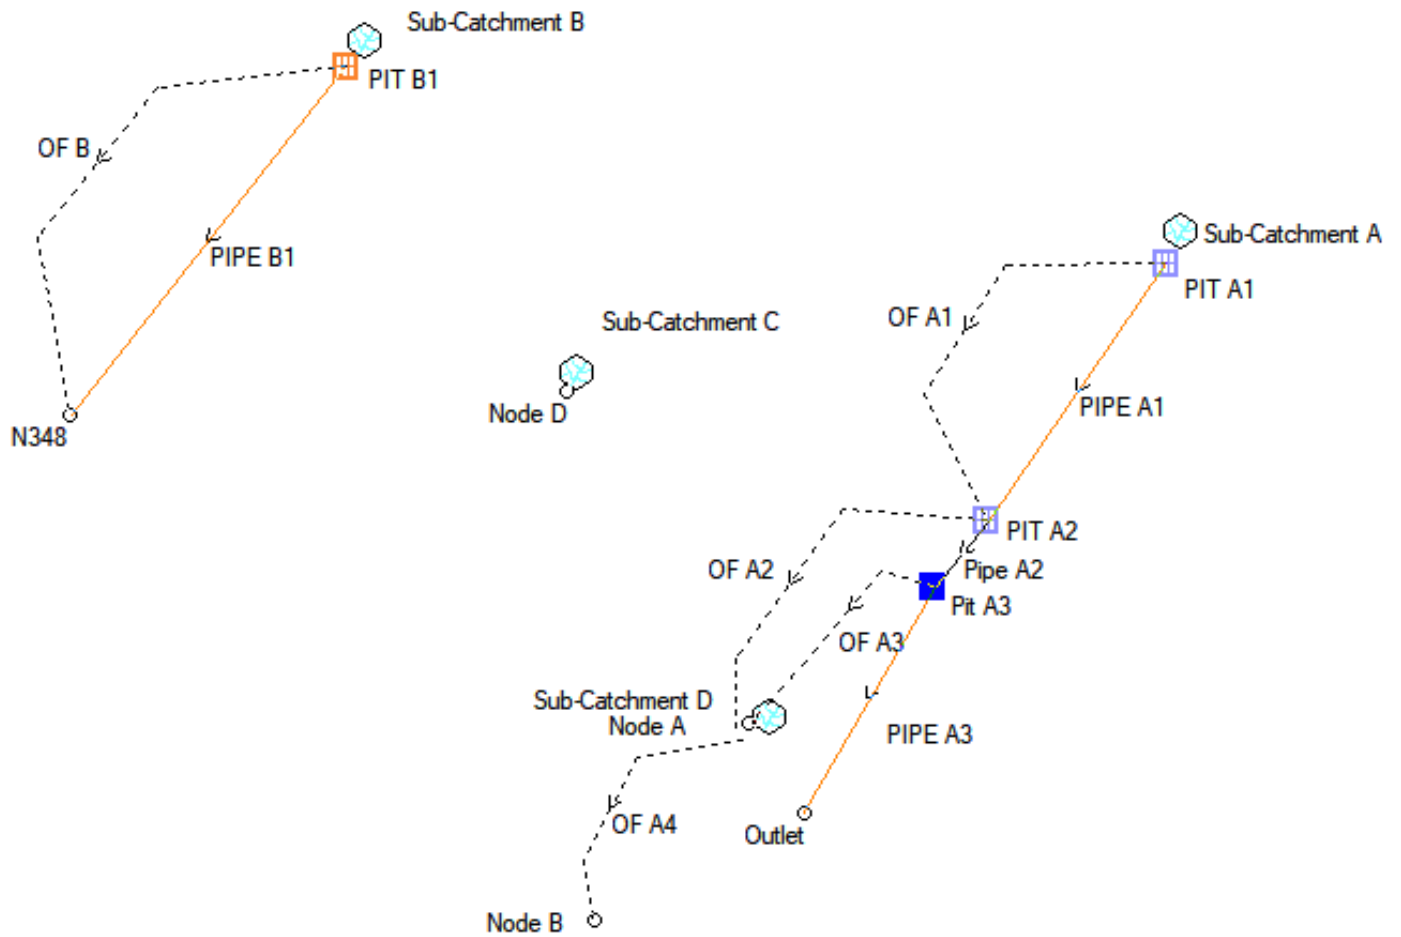 Sub-Catchment B
PIT B1
OF B
PIPE B1
Sub-Catchment A
PIT A1
OF A1
Sub-Catchment C
PIPE A1
Node D
N348
PIT A2
OF A2
Pipe A2
Pit A3
OF A3
Sub-Catchment D
Node A
PIPE A3
OF A4
Outlet
Node B